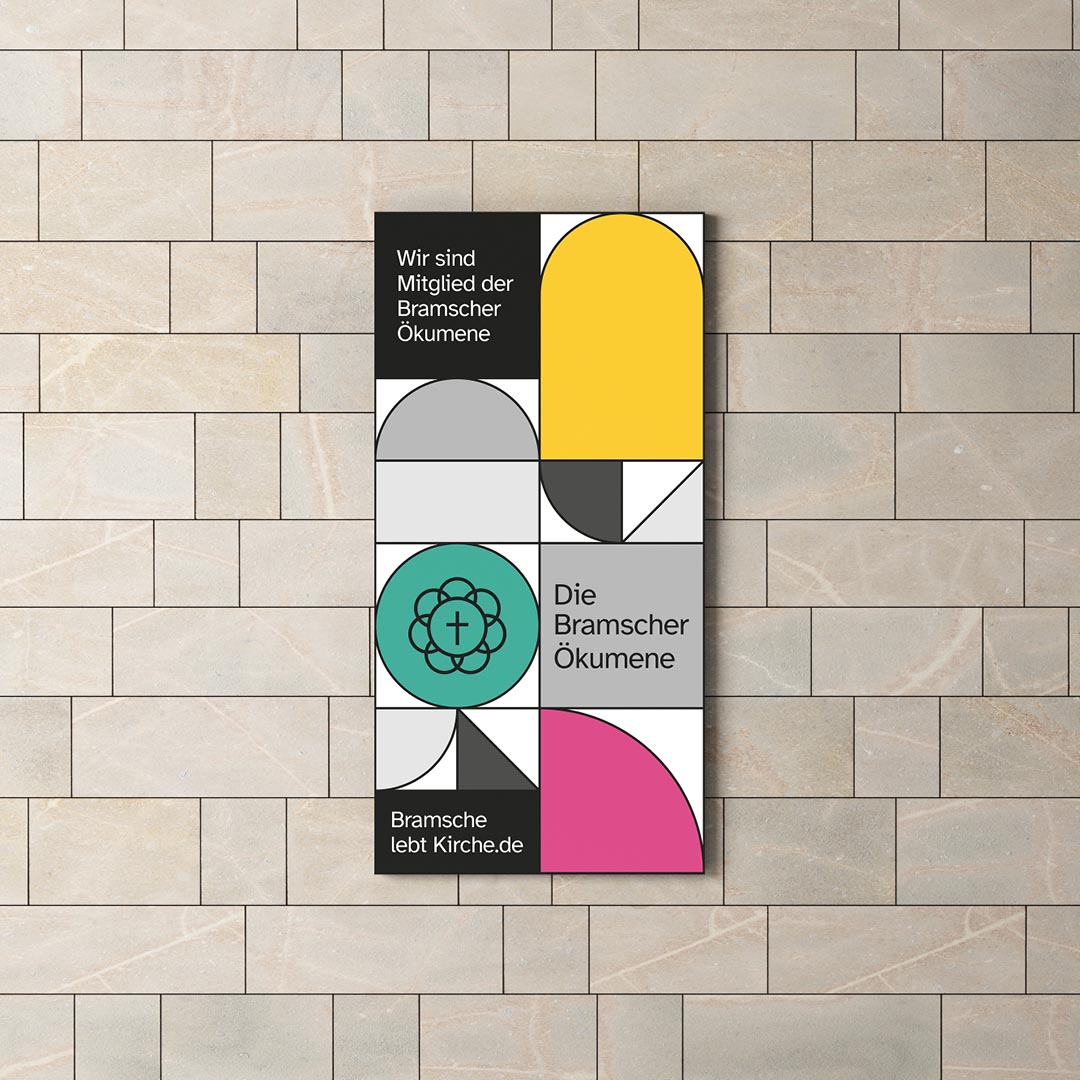 Wir sind
Mitglied der
Bramscher
Ökumene
Die
Bramscher
Ökumene
Bramsche
lebt Kirche.de